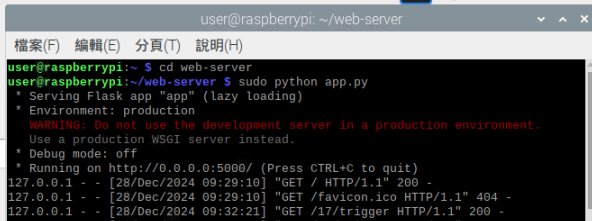 user@raspberrypi: ~/web-server
檔案(F) 編輯(E) 分頁(T) 說明(H)
user@raspberrypi:~ $ cd web-server
user@raspberrypi:~/web-server $ sudo python app.py
 * Serving Flask app "app" (lazy loading)
 * Environment: production
   WARNING: Do not use the development server in a production environment.
   Use a production WSGI server instead.
 * Debug mode: off
 * Running on http://0.0.0.0:5000/ (Press CTRL+C to quit)
127.0.0.1 - - [28/Dec/2024 09:29:10] "GET / HTTP/1.1" 200 -
127.0.0.1 - - [28/Dec/2024 09:29:10] "GET /favicon.ico HTTP/1.1" 404 -
127.0.0.1 - - [28/Dec/2024 09:32:21] "GET /17/trigger HTTP/1.1" 200 -